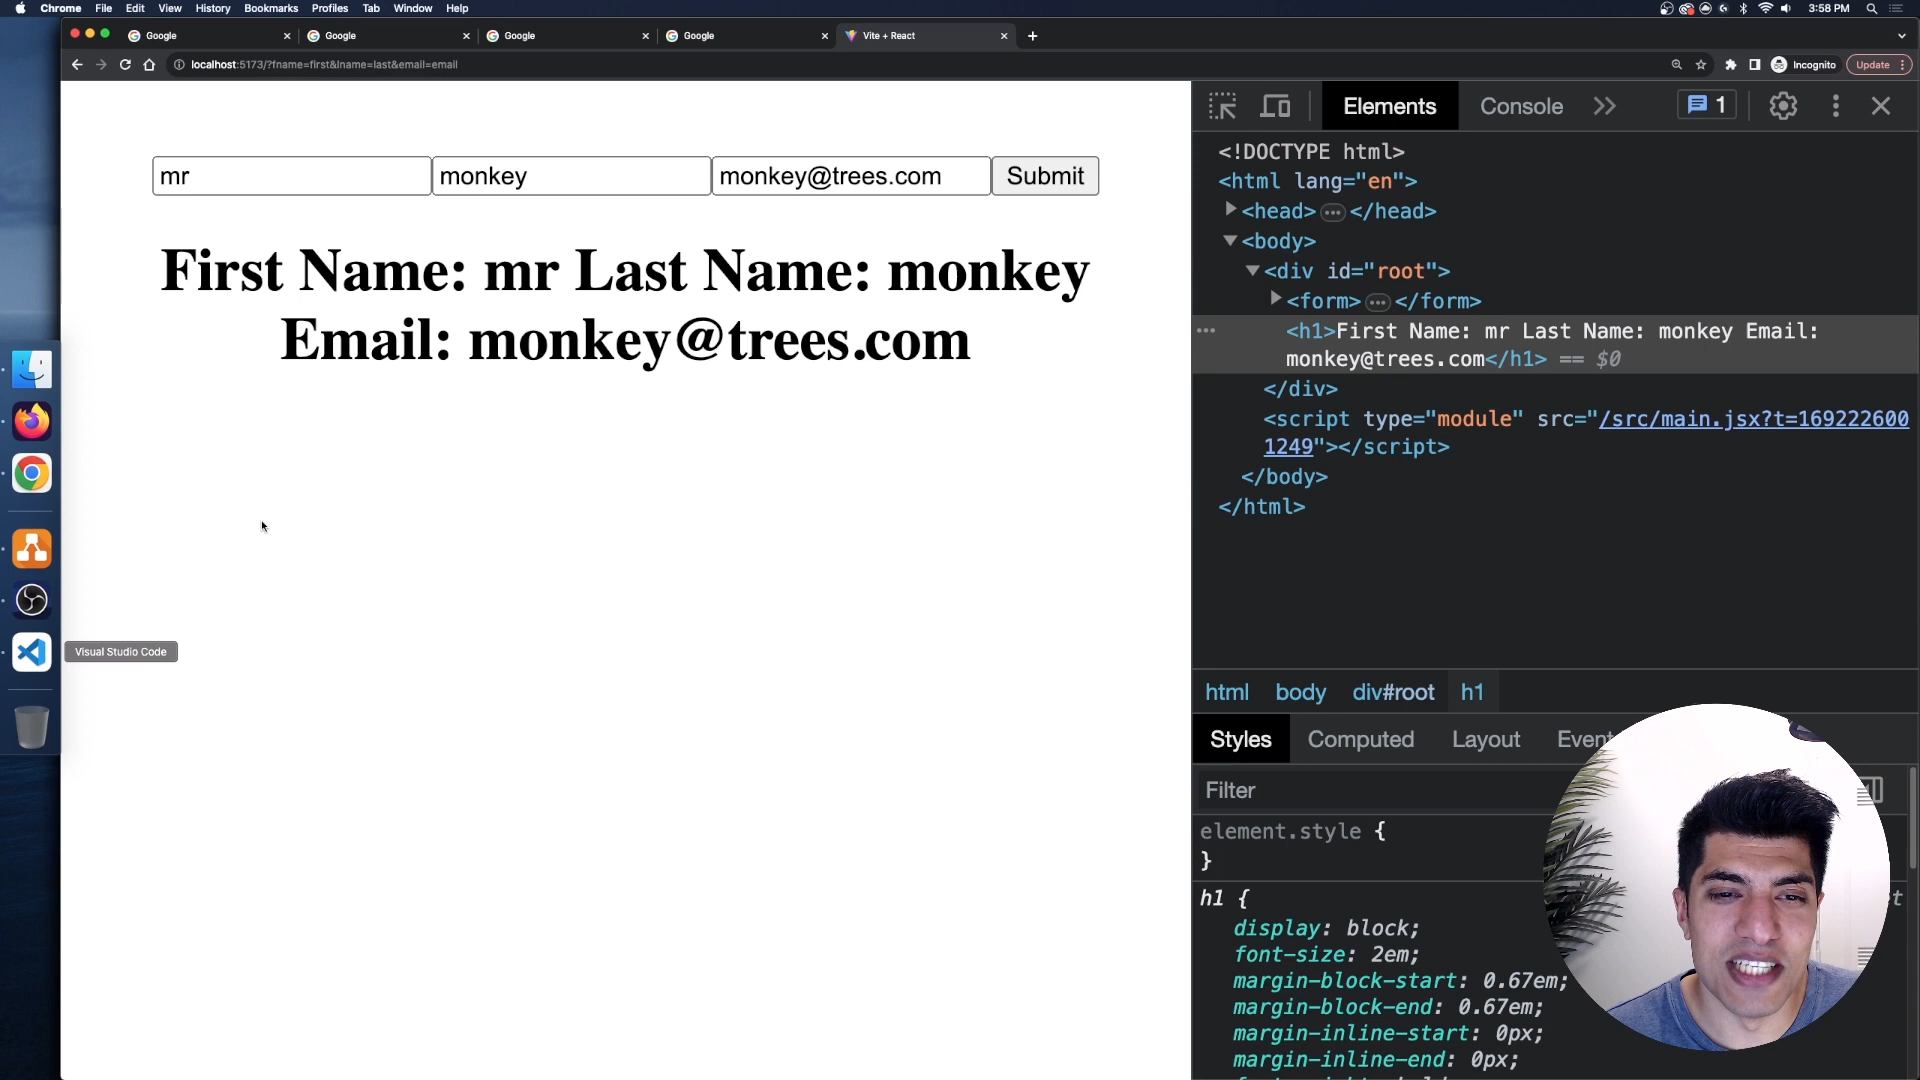 Chrome File Edit View History Bookmarks Profiles Tab Window Help 3:58 PM
Google Google Google Google Vite + React
localhost:5173/?fname=first&lname=last&email=email Incognito Update
mr monkey monkey@trees.com Submit
First Name: mr Last Name: monkey
Email: monkey@trees.com
Visual Studio Code
Elements Console 1
<!DOCTYPE html>
<html lang="en">
<head> ••• </head>
<body>
<div id="root">
<form> ••• </form>
••• <h1>First Name: mr Last Name: monkey Email:
monkey@trees.com</h1> == $0
</div>
<script type="module" src="/src/main.jsx?t=169222600
1249"></script>
</body>
</html>
html body div#root h1
Styles Computed Layout Event
Filter
element.style {
}
h1 {
display: block;
font-size: 2em;
margin-block-start: 0.67em;
margin-block-end: 0.67em;
margin-inline-start: 0px;
margin-inline-end: 0px;